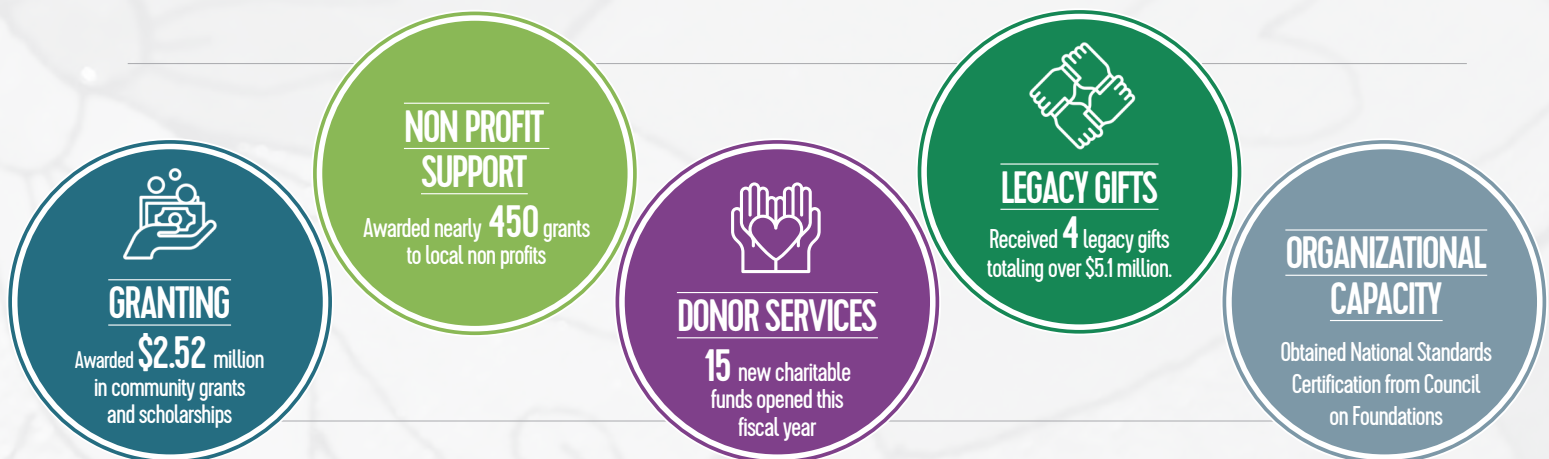 GRANTING
Awarded $2.52 million
in community grants
and scholarships
NON PROFIT
SUPPORT
Awarded nearly 450 grants
to local non profits
DONOR SERVICES
15 new charitable
funds opened this
fiscal year
LEGACY GIFTS
Received 4 legacy gifts
totaling over $5.1 million.
ORGANIZATIONAL
CAPACITY
Obtained National Standards
Certification from Council
on Foundations